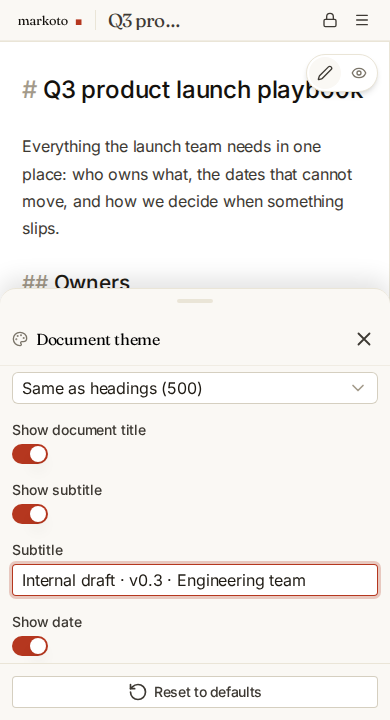 markoto
Q3 pro...
# Q3 product launch playbook
Everything the launch team needs in one
place: who owns what, the dates that cannot
move, and how we decide when something
slips.
## Owners
Document theme
Same as headings (500)
Show document title
Show subtitle
Subtitle
Internal draft · v0.3 · Engineering team
Show date
Reset to defaults